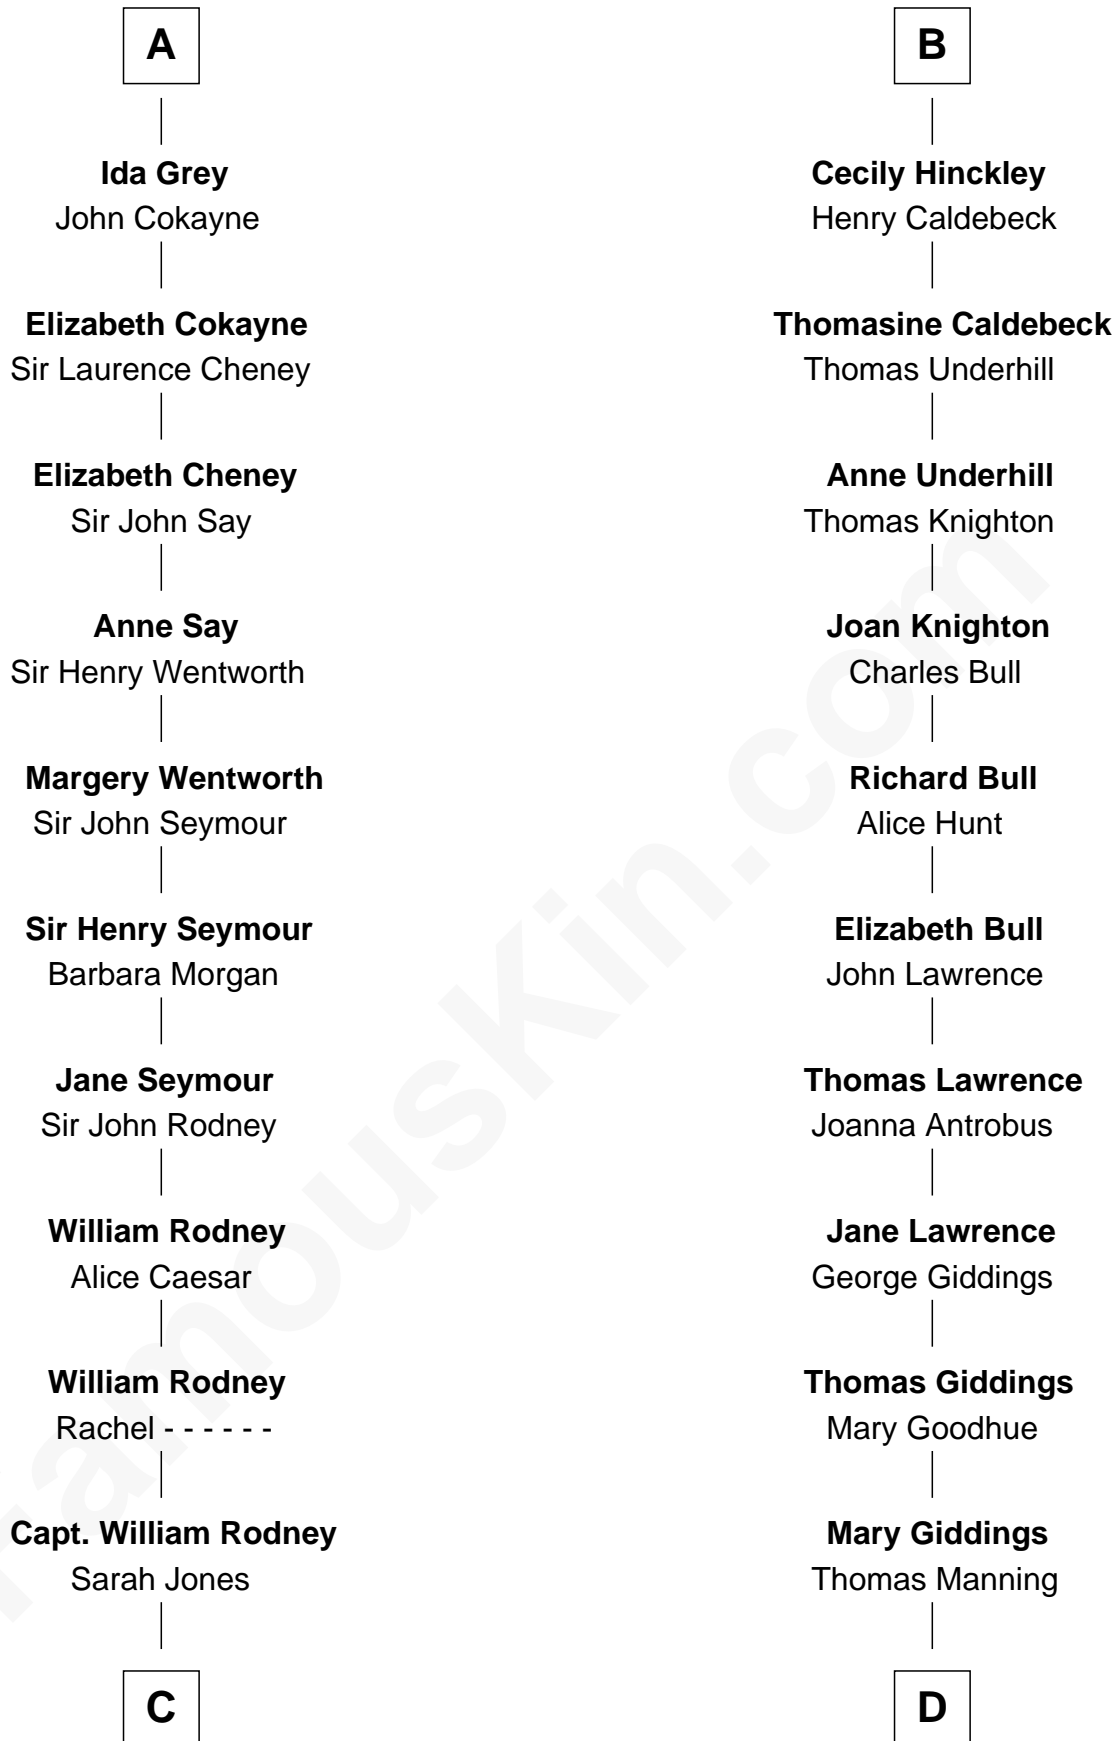 A
Ida Grey
John Cokayne
Elizabeth Cokayne
Sir Laurence Cheney
Elizabeth Cheney
Sir John Say
Anne Say
Sir Henry Wentworth
Margery Wentworth
Sir John Seymour
Sir Henry Seymour
Barbara Morgan
Jane Seymour
Sir John Rodney
William Rodney
Alice Caesar
William Rodney
Rachel - - - - - -
Capt. William Rodney
Sarah Jones
C
B
Cecily Hinckley
Henry Caldebeck
Thomasine Caldebeck
Thomas Underhill
Anne Underhill
Thomas Knighton
Joan Knighton
Charles Bull
Richard Bull
Alice Hunt
Elizabeth Bull
John Lawrence
Thomas Lawrence
Joanna Antrobus
Jane Lawrence
George Giddings
Thomas Giddings
Mary Goodhue
Mary Giddings
Thomas Manning
D
FamousKin.com